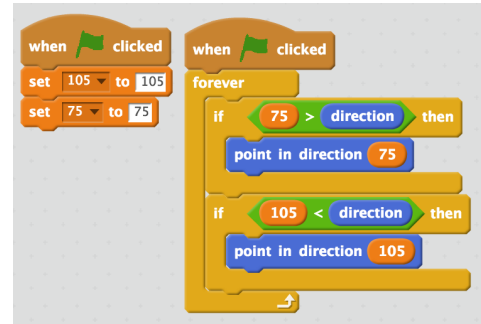 when clicked
set 105 to 105
set 75 to 75
when clicked
forever
if 75 > direction then
point in direction 75
if 105 < direction then
point in direction 105